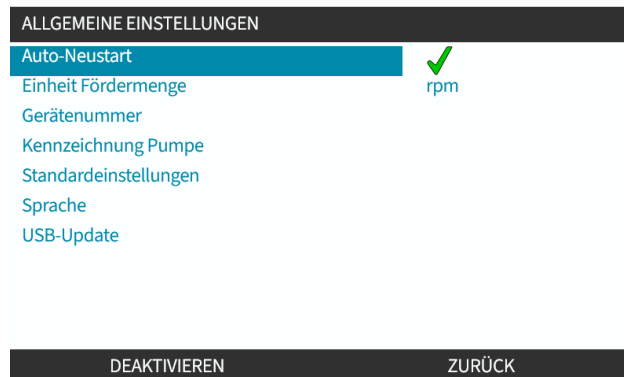 ALLGEMEINE EINSTELLUNGEN
Auto-Neustart
Einheit Fördermenge rpm
Gerätenummer
Kennzeichnung Pumpe
Standardeinstellungen
Sprache
USB-Update
DEAKTIVIEREN ZURÜCK